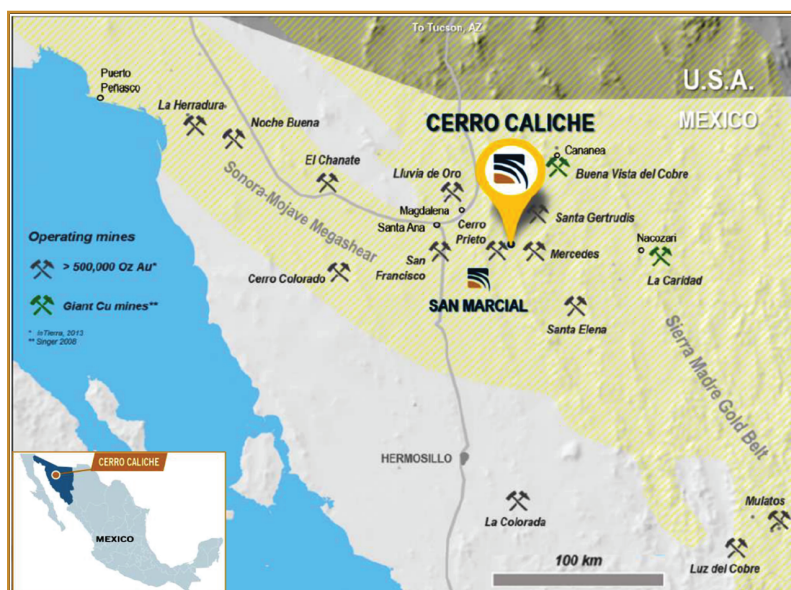 To Tucson, AZ
U.S.A.
MEXICO
Puerto
Peñasco
La Herradura
Noche Buena
El Chanate
CERRO CALICHE
Cananea
Buena Vista del Cobre
Lluvia de Oro
Magdalena
Santa Ana
Cerro
Prieto
Santa Gertrudis
Mercedes
Nacozari
La Caridad
San
Francisco
Cerro Colorado
SAN MARCIAL
Santa Elena
Sonora-Mojave Megashear
Sierra Madre Gold Belt
Operating mines
> 500,000 Oz Au*
Giant Cu mines**
* InTierra, 2013
** Singer 2008
HERMOSILLO
La Colorada
Mulatos
Luz del Cobre
100 km
CERRO CALICHE
MEXICO